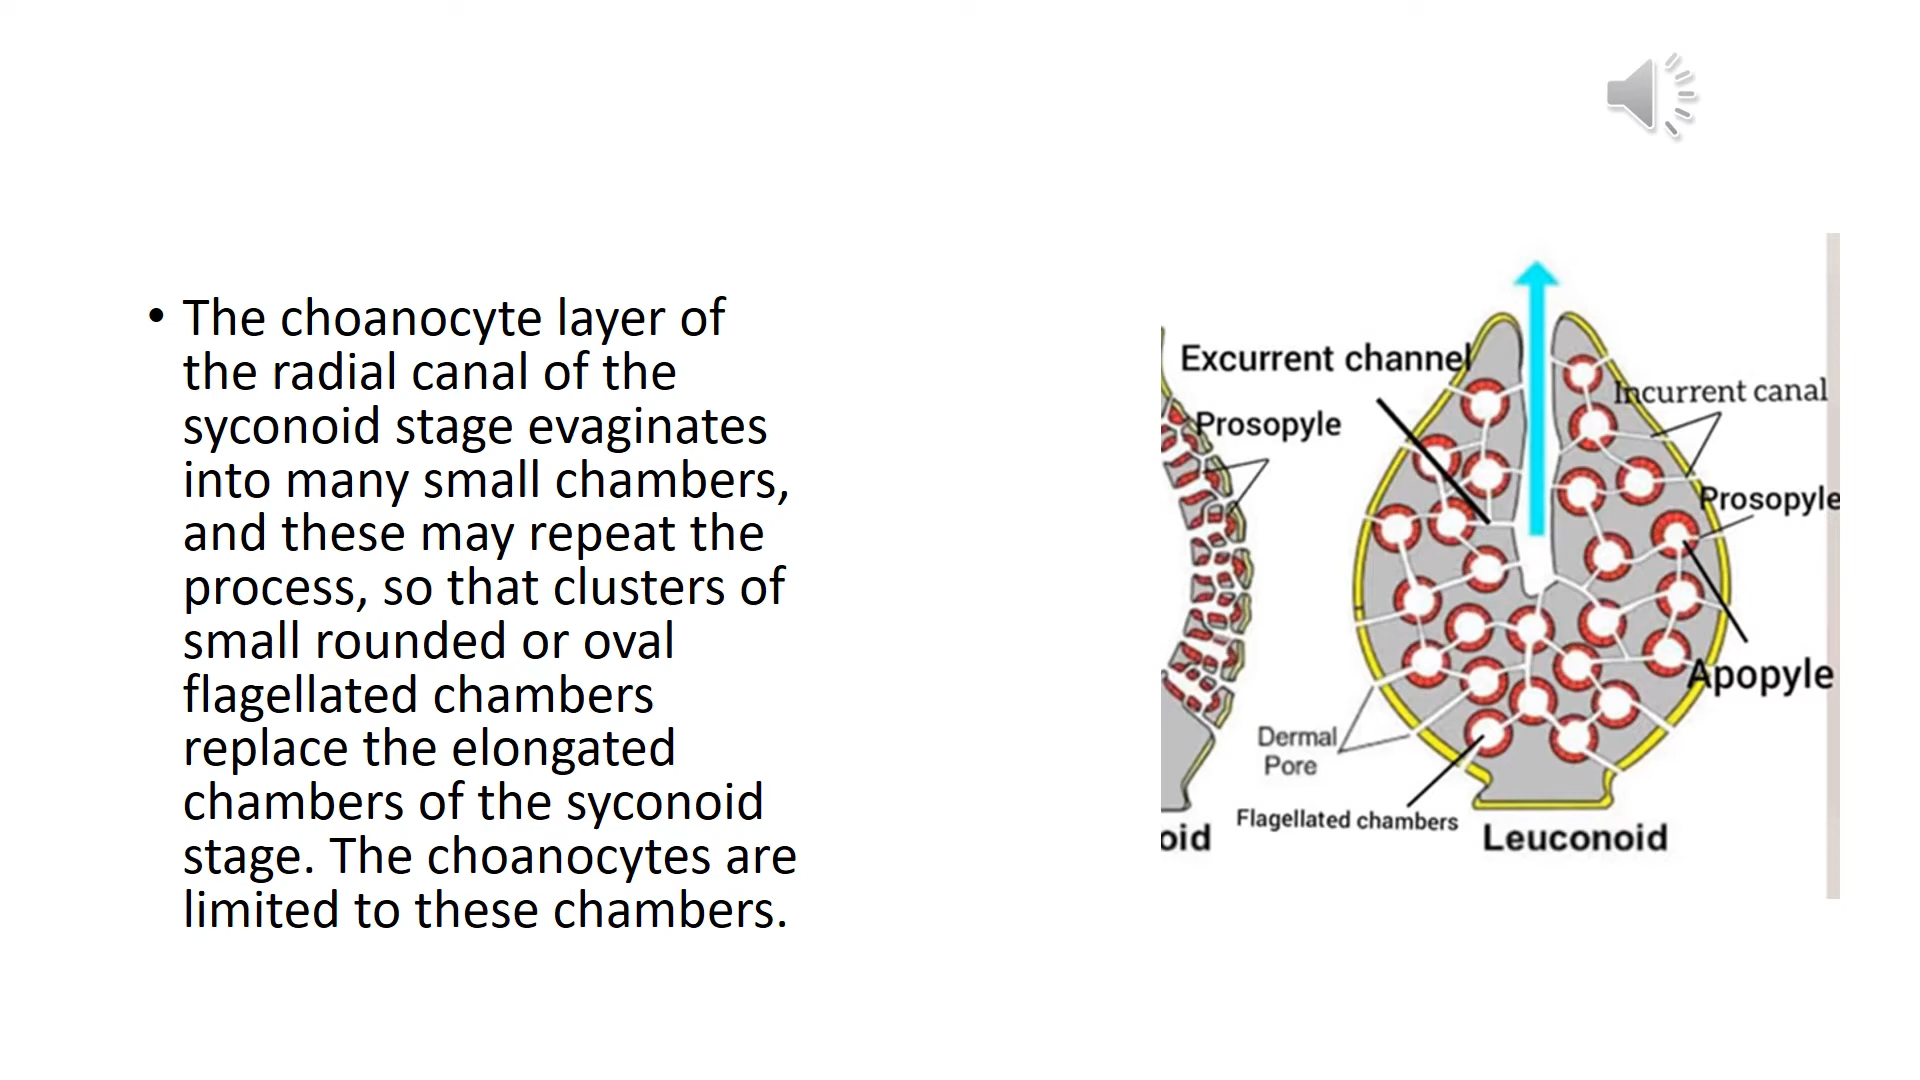 • The choanocyte layer of
the radial canal of the
syconoid stage evaginates
into many small chambers,
and these may repeat the
process, so that clusters of
small rounded or oval
flagellated chambers
replace the elongated
chambers of the syconoid
stage. The choanocytes are
limited to these chambers.
Excurrent channel
Incurrent canal
Prosopyle
Prosopyle
Apopyle
Dermal
Pore
Flagellated chambers
oid
Leuconoid